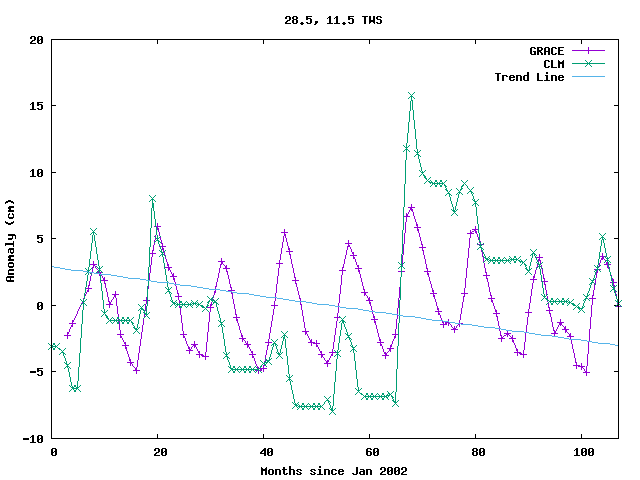 28.5, 11.5 TWS
GRACE
CLM
Trend Line
20
15
10
5
0
-5
-10
Anomaly (cm)
0 20 40 60 80 100
Months since Jan 2002